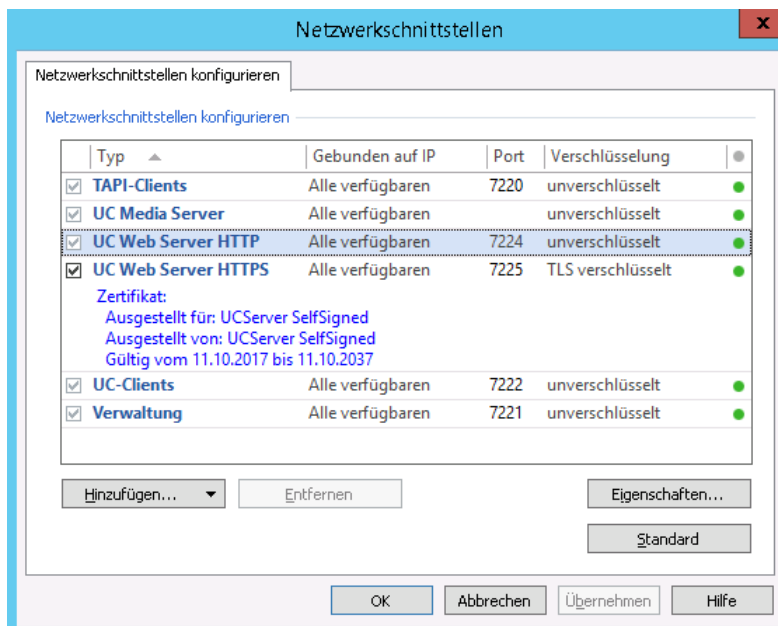 Netzwerkschnittstellen
x
Netzwerkschnittstellen konfigurieren
Netzwerkschnittstellen konfigurieren
Typ Gebunden auf IP Port Verschlüsselung
TAPI-Clients Alle verfügbaren 7220 unverschlüsselt
UC Media Server Alle verfügbaren unverschlüsselt
UC Web Server HTTP Alle verfügbaren 7224 unverschlüsselt
UC Web Server HTTPS Alle verfügbaren 7225 TLS verschlüsselt
Zertifikat:
Ausgestellt für: UCServer SelfSigned
Ausgestellt von: UCServer SelfSigned
Gültig vom 11.10.2017 bis 11.10.2037
UC-Clients Alle verfügbaren 7222 unverschlüsselt
Verwaltung Alle verfügbaren 7221 unverschlüsselt
Hinzufügen... Entfernen Eigenschaften...
Standard
OK Abbrechen Übernehmen Hilfe